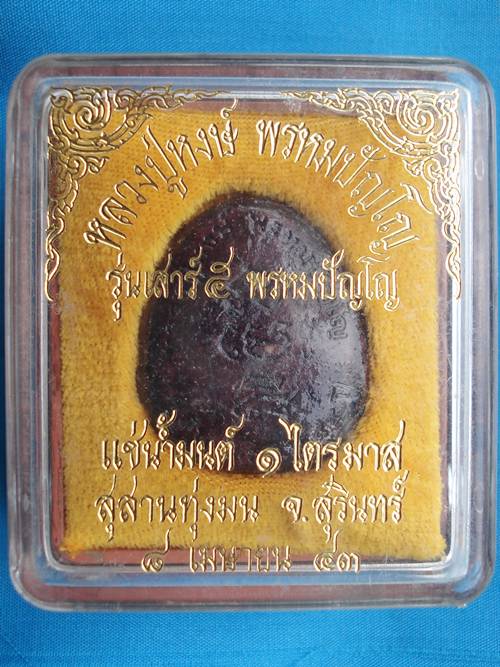 หลวงปู่หงษ์ พรหมปัญโญ
รุ่นเสาร์ ๕ พรหมปัญโญ
แช่น้ำมนต์ ๑ ไตรมาส
สุสานทุ่งมน จ.สุรินทร์
๘ เมษายน ๔๓